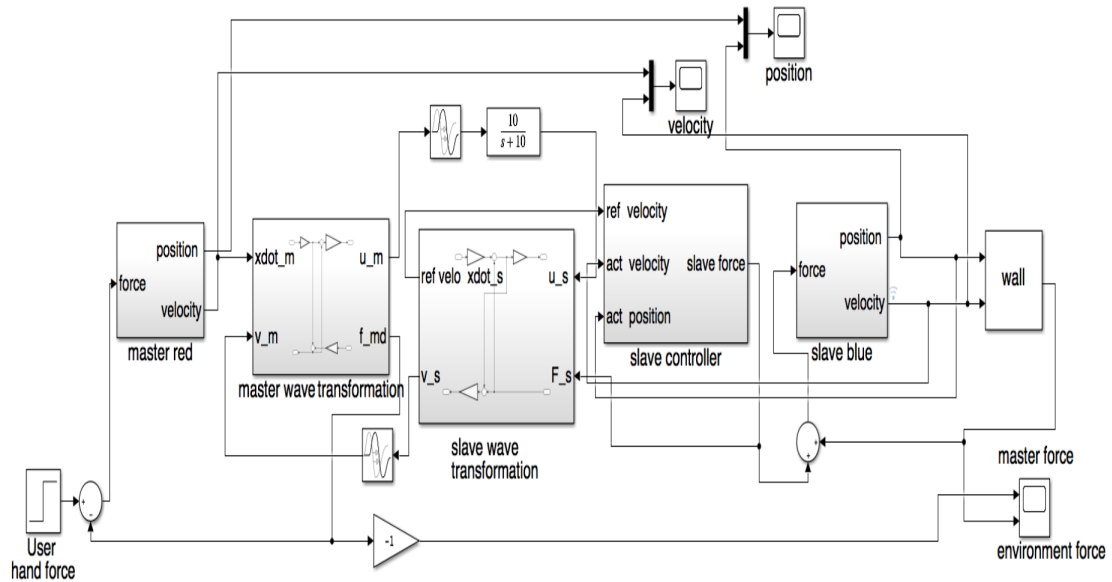 position
velocity
10
s+10
ref velocity
position
xdot_m
u_m
position
force
ref velo xdot_s
u_s
act velocity
slave force
force
wall
velocity
v_m
f_md
act position
velocity
master red
slave controller
slave blue
master wave transformation
v_s
F_s
slave wave
transformation
master force
+
+
+
-
-1
User
hand force
environment force